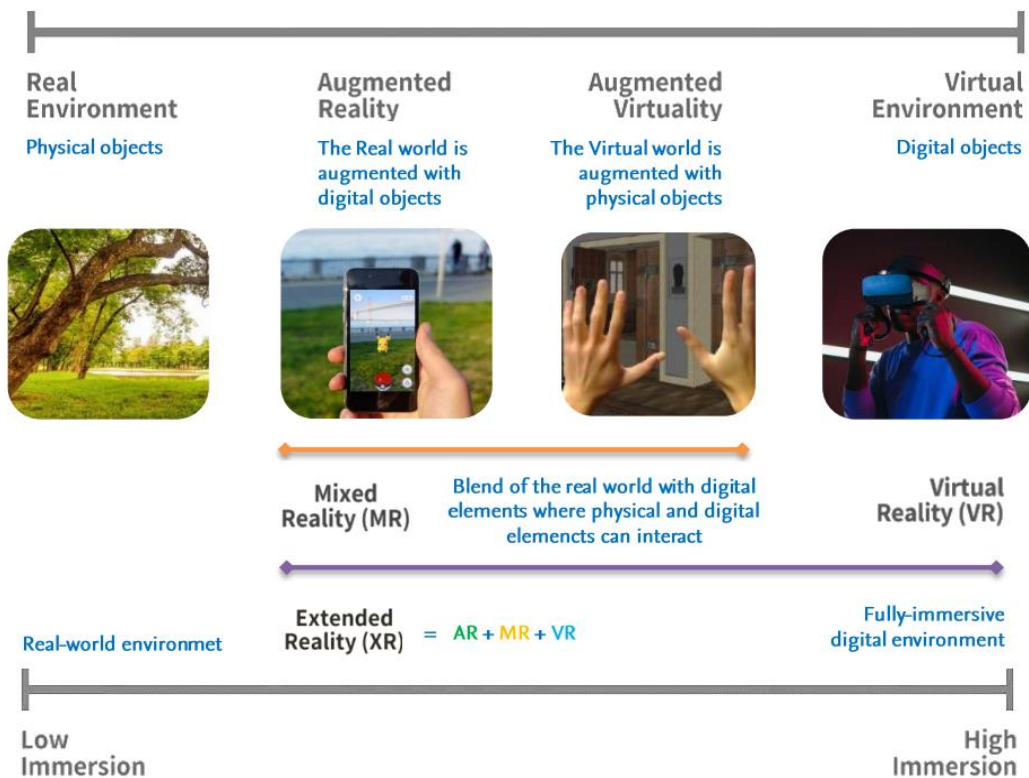 Real
Environment
Physical objects
Augmented
Reality
The Real world is
augmented with
digital objects
Augmented
Virtuality
The Virtual world is
augmented with
physical objects
Virtual
Environment
Digital objects
Mixed
Reality (MR)
Blend of the real world with digital
elements where physical and digital
elemencts can interact
Virtual
Reality (VR)
Real-world environmet
Extended
Reality (XR)
= AR + MR + VR
Fully-immersive
digital environment
Low
Immersion
High
Immersion